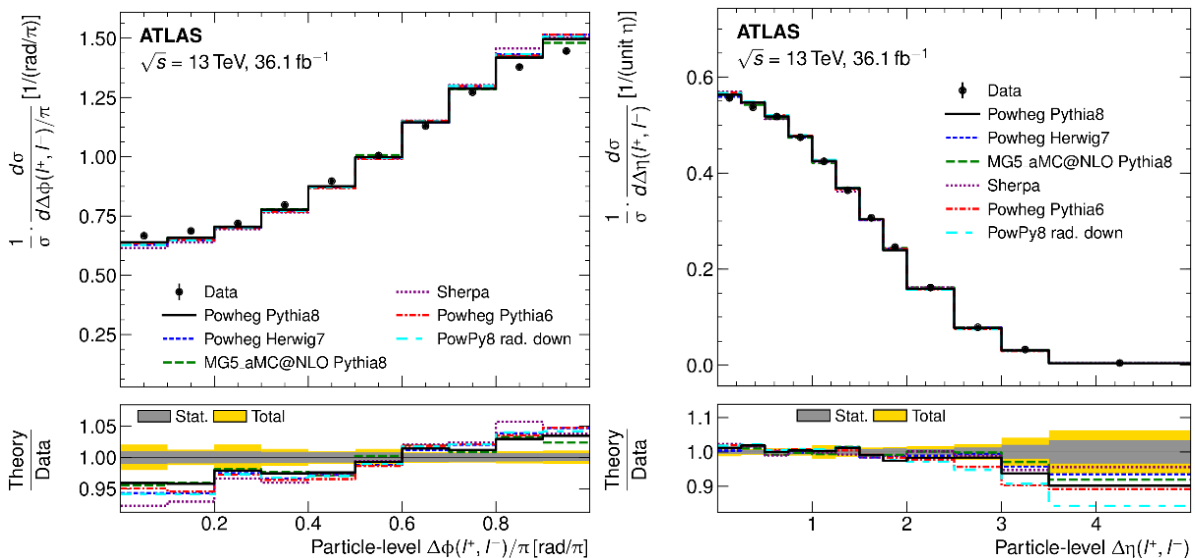 ATLAS
√s = 13 TeV, 36.1 fb⁻¹
1/σ · dσ/dΔϕ(l⁺, l⁻)/π [1/(rad/π)]
1.50
1.25
1.00
0.75
0.50
0.25
Data
Powheg Pythia8
Powheg Herwig7
MG5_aMC@NLO Pythia8
Sherpa
Powheg Pythia6
PowPy8 rad. down
Stat.
Total
Theory
Data
1.05
1.00
0.95
0.2 0.4 0.6 0.8
Particle-level Δϕ(l⁺, l⁻)/π [rad/π]
ATLAS
√s = 13 TeV, 36.1 fb⁻¹
1/σ · dσ/dΔη(l⁺, l⁻) [1/(unit η)]
0.6
0.4
0.2
0.0
Data
Powheg Pythia8
Powheg Herwig7
MG5_aMC@NLO Pythia8
Sherpa
Powheg Pythia6
PowPy8 rad. down
Stat.
Total
Theory
Data
1.1
1.0
0.9
1 2 3 4
Particle-level Δη(l⁺, l⁻)